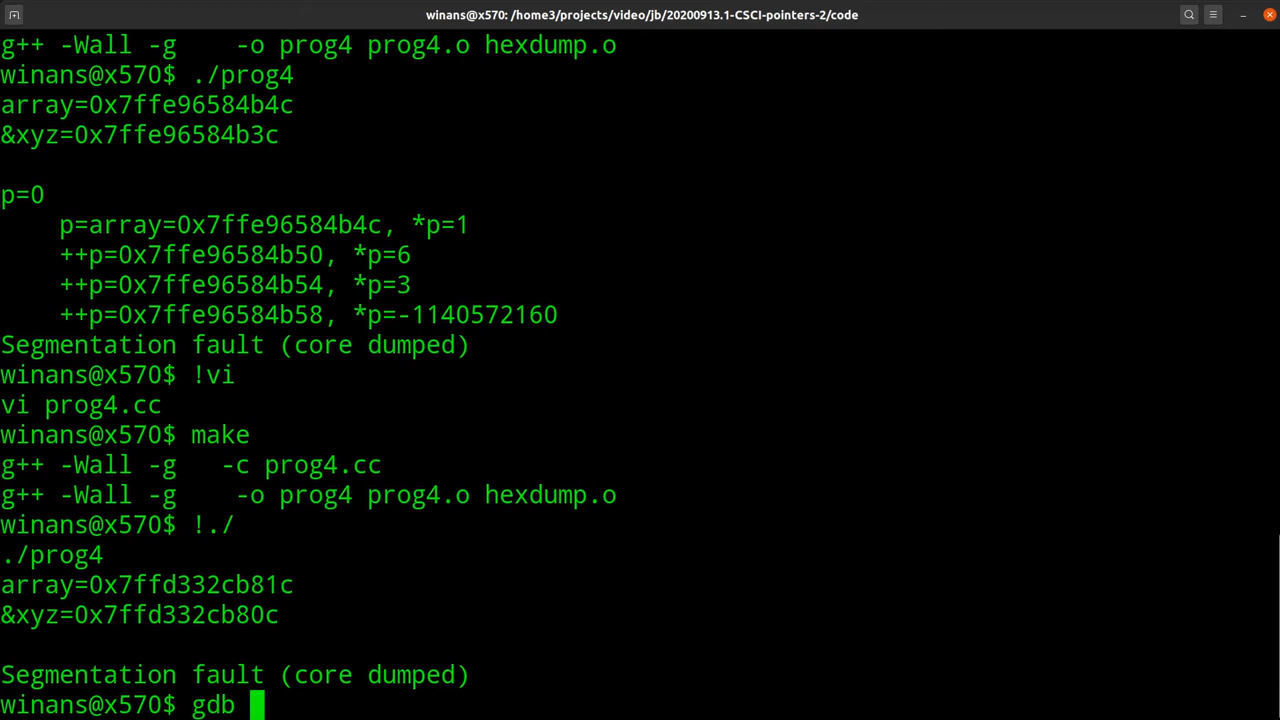 winans@x570: /home3/projects/video/jb/20200913.1-CSCI-pointers-2/code
g++ -Wall -g    -o prog4 prog4.o hexdump.o
winans@x570$ ./prog4
array=0x7ffe96584b4c
&xyz=0x7ffe96584b3c
p=0
    p=array=0x7ffe96584b4c, *p=1
    ++p=0x7ffe96584b50, *p=6
    ++p=0x7ffe96584b54, *p=3
    ++p=0x7ffe96584b58, *p=-1140572160
Segmentation fault (core dumped)
winans@x570$ !vi
vi prog4.cc
winans@x570$ make
g++ -Wall -g   -c prog4.cc
g++ -Wall -g    -o prog4 prog4.o hexdump.o
winans@x570$ !./
./prog4
array=0x7ffd332cb81c
&xyz=0x7ffd332cb80c
Segmentation fault (core dumped)
winans@x570$ gdb